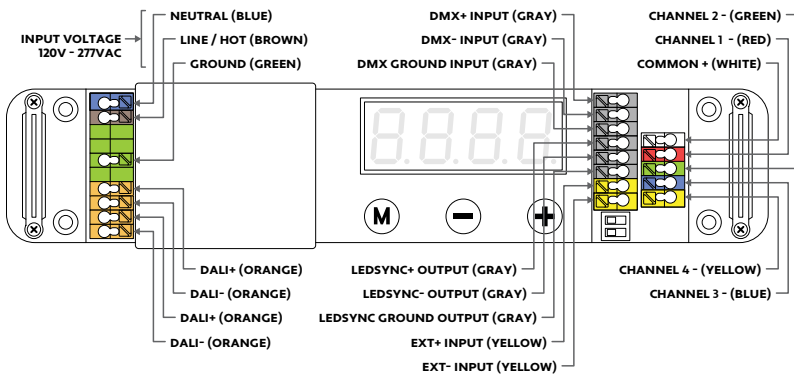 NEUTRAL (BLUE)
LINE / HOT (BROWN)
GROUND (GREEN)
INPUT VOLTAGE
120V - 277VAC
DMX+ INPUT (GRAY)
DMX- INPUT (GRAY)
DMX GROUND INPUT (GRAY)
CHANNEL 2 - (GREEN)
CHANNEL 1 - (RED)
COMMON + (WHITE)
8.8.8.8.
M
DALI+ (ORANGE)
DALI- (ORANGE)
DALI+ (ORANGE)
DALI- (ORANGE)
LEDSYNC+ OUTPUT (GRAY)
LEDSYNC- OUTPUT (GRAY)
LEDSYNC GROUND OUTPUT (GRAY)
EXT+ INPUT (YELLOW)
EXT- INPUT (YELLOW)
CHANNEL 4 - (YELLOW)
CHANNEL 3 - (BLUE)